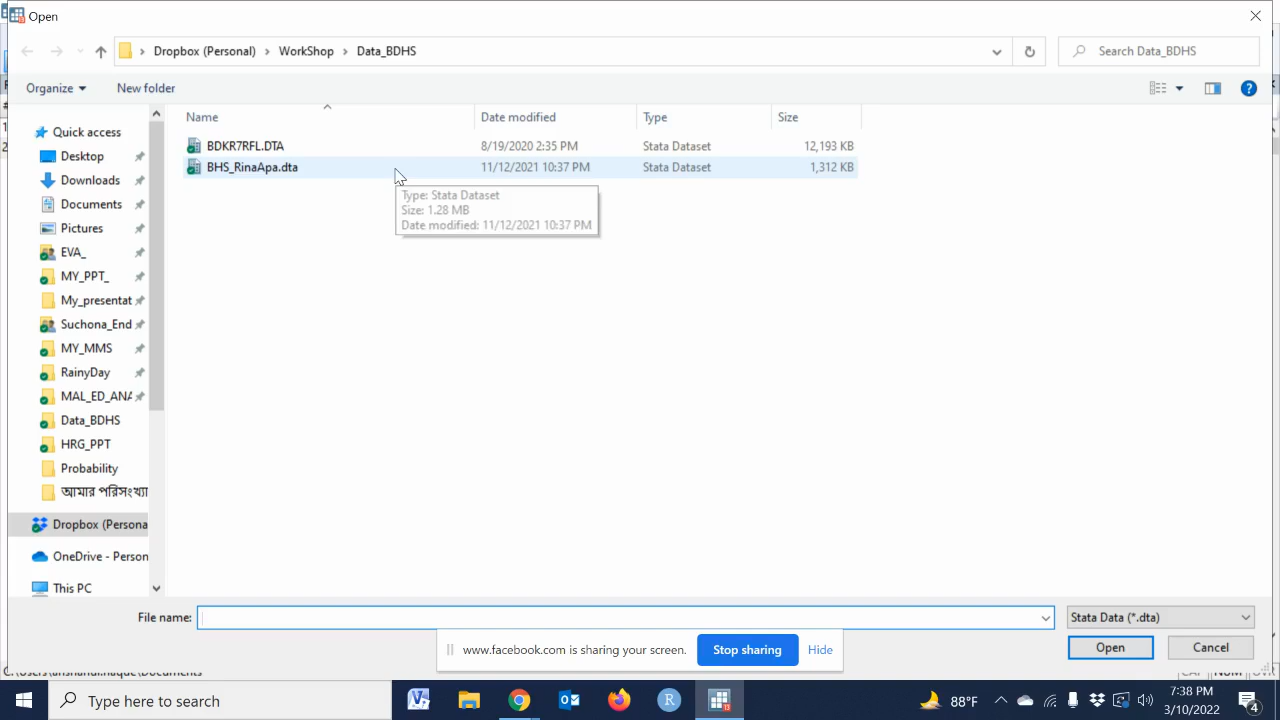 Open
Dropbox (Personal) > WorkShop > Data_BDHS
Search Data_BDHS
Organize
New folder
Name
Date modified
Type
Size
BDKR7RFL.DTA 8/19/2020 2:35 PM Stata Dataset 12,193 KB
BHS_RinaApa.dta 11/12/2021 10:37 PM Stata Dataset 1,312 KB
Type: Stata Dataset
Size: 1.28 MB
Date modified: 11/12/2021 10:37 PM
Quick access
Desktop
Downloads
Documents
Pictures
EVA_
MY_PPT_
My_presentat
Suchona_End
MY_MMS
RainyDay
MAL_ED_ANA
Data_BDHS
HRG_PPT
Probability
আমার পরিসংখ্যা
Dropbox (Persona
OneDrive - Person
This PC
File name:
Stata Data (*.dta)
Open
Cancel
www.facebook.com is sharing your screen.
Stop sharing
Hide
Type here to search
88°F
7:38 PM
3/10/2022
4